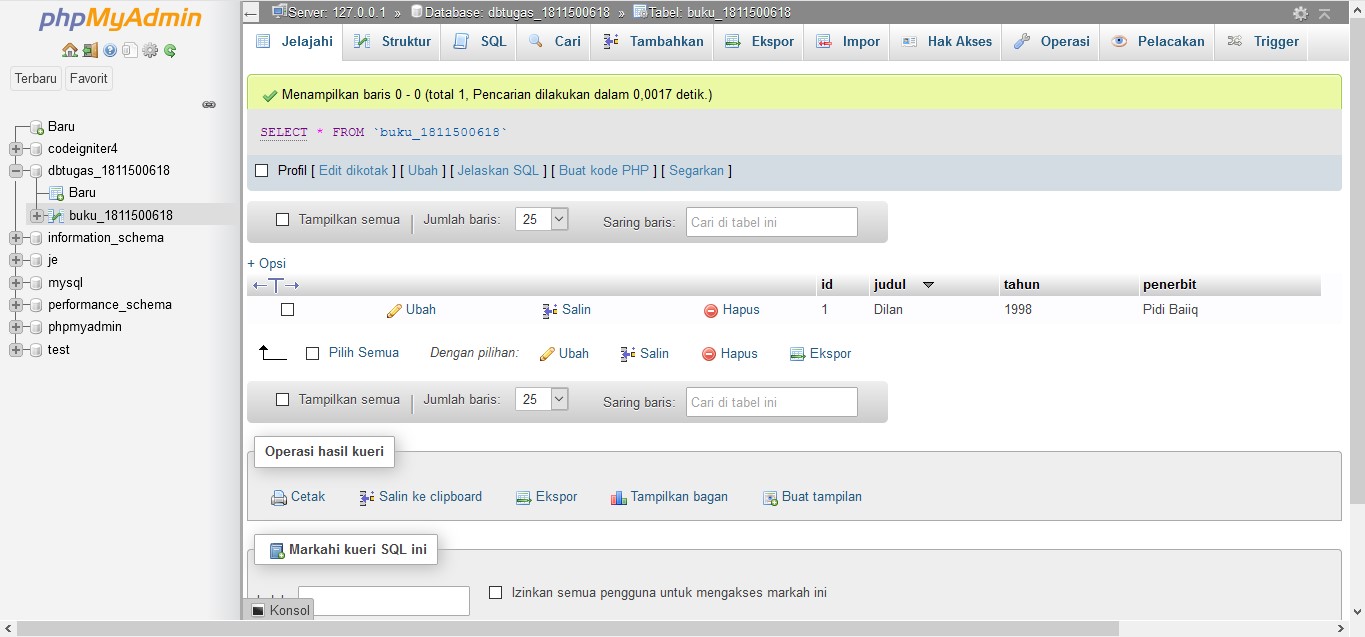 phpMyAdmin
Terbaru Favorit
Baru
codeigniter4
dbtugas_1811500618
Baru
buku_1811500618
information_schema
je
mysql
performance_schema
phpmyadmin
test
Server: 127.0.0.1 » Database: dbtugas_1811500618 » Tabel: buku_1811500618
Jelajahi Struktur SQL Cari Tambahkan Ekspor Impor Hak Akses Operasi Pelacakan Trigger
Menampilkan baris 0 - 0 (total 1, Pencarian dilakukan dalam 0,0017 detik.)
SELECT * FROM `buku_1811500618`
Profil [ Edit dikotak ] [ Ubah ] [ Jelaskan SQL ] [ Buat kode PHP ] [ Segarkan ]
Tampilkan semua | Jumlah baris: 25 Saring baris: Cari di tabel ini
+ Opsi
←T→ id judul tahun penerbit
Ubah Salin Hapus 1 Dilan 1998 Pidi Baiiq
Pilih Semua Dengan pilihan: Ubah Salin Hapus Ekspor
Tampilkan semua | Jumlah baris: 25 Saring baris: Cari di tabel ini
Operasi hasil kueri
Cetak Salin ke clipboard Ekspor Tampilkan bagan Buat tampilan
Markahi kueri SQL ini
Izinkan semua pengguna untuk mengakses markah ini
Konsol